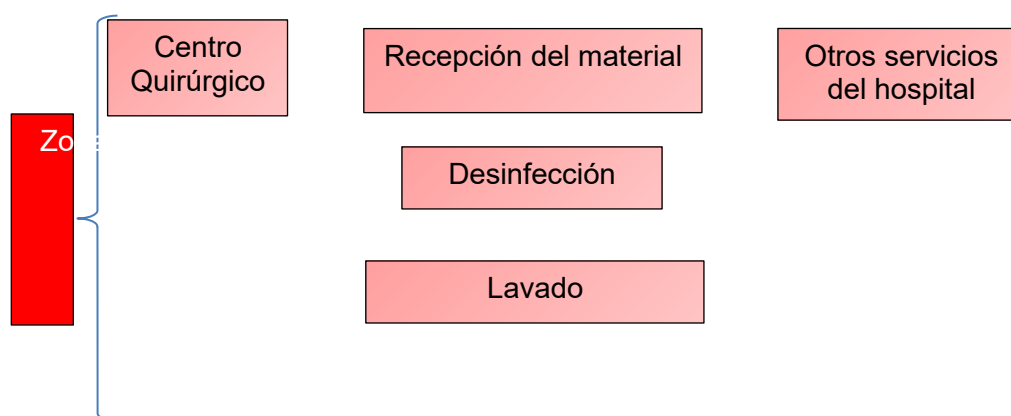 Centro
Quirúrgico
Recepción del material
Otros servicios
del hospital
Desinfección
Lavado